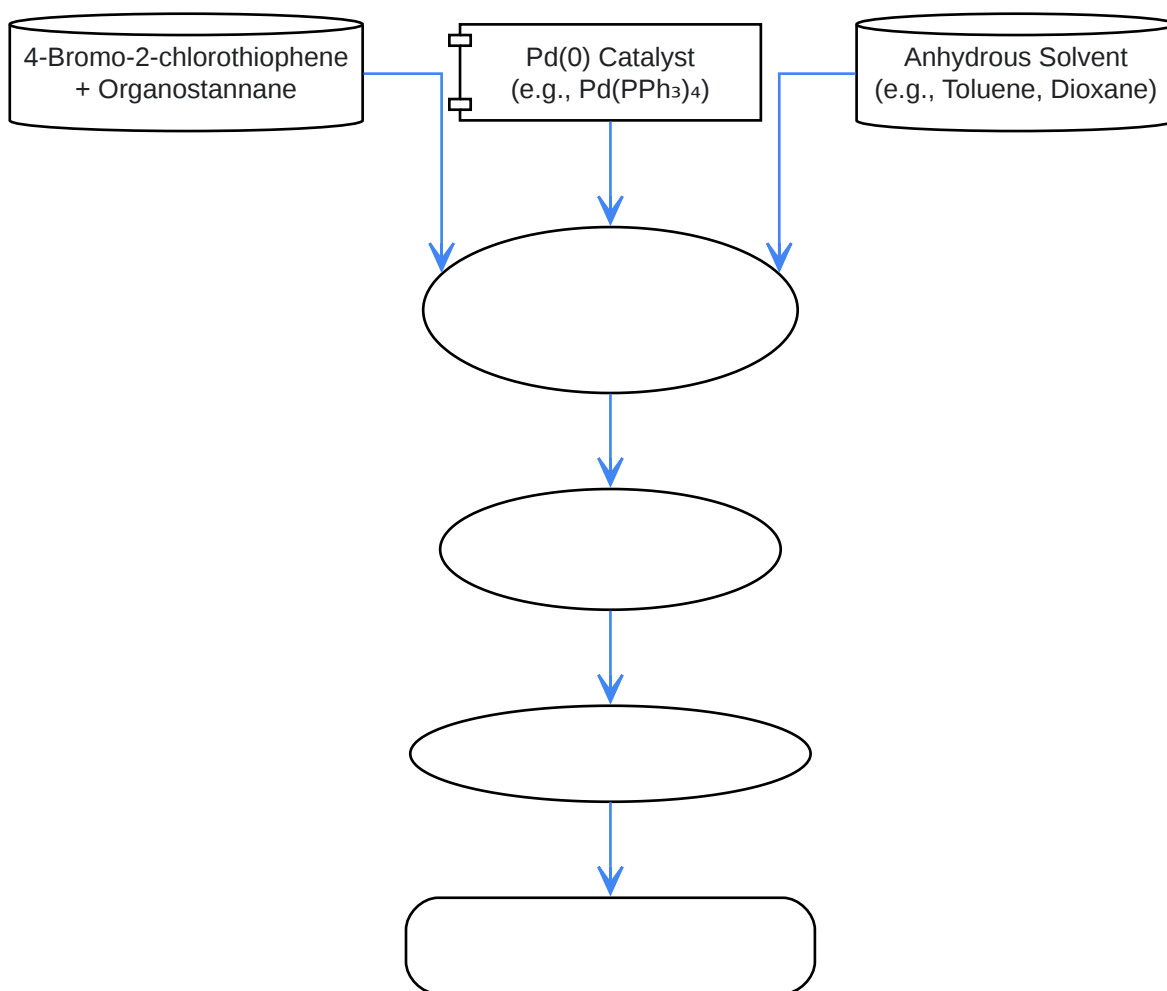 4-Bromo-2-chlorothiophene
+ Organostannane
Pd(0) Catalyst
(e.g., Pd(PPh₃)₄)
Anhydrous Solvent
(e.g., Toluene, Dioxane)